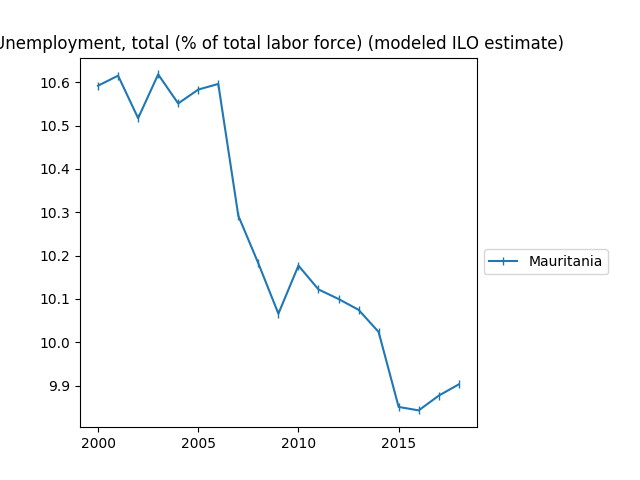 Unemployment, total (% of total labor force) (modeled ILO estimate)
10.6
10.5
10.4
10.3
10.2
10.1
10.0
9.9
2000 2005 2010 2015
Mauritania